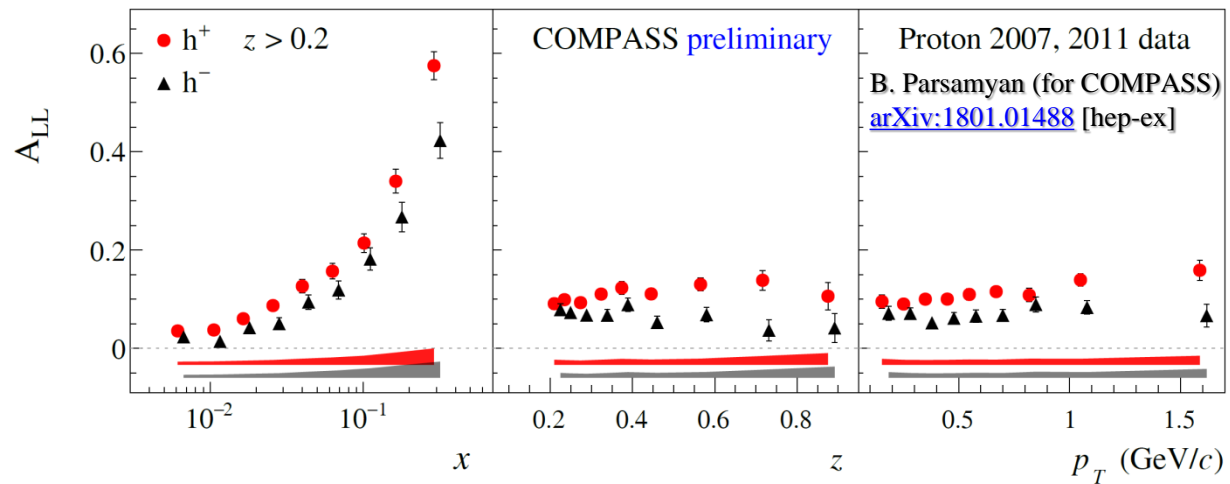 h⁺ z > 0.2
h⁻
COMPASS preliminary
Proton 2007, 2011 data
B. Parsamyan (for COMPASS)
arXiv:1801.01488 [hep-ex]
A_LL
0.6
0.4
0.2
0
10⁻² 10⁻¹
x
0.2 0.4 0.6 0.8
z
0.5 1 1.5
p_T (GeV/c)